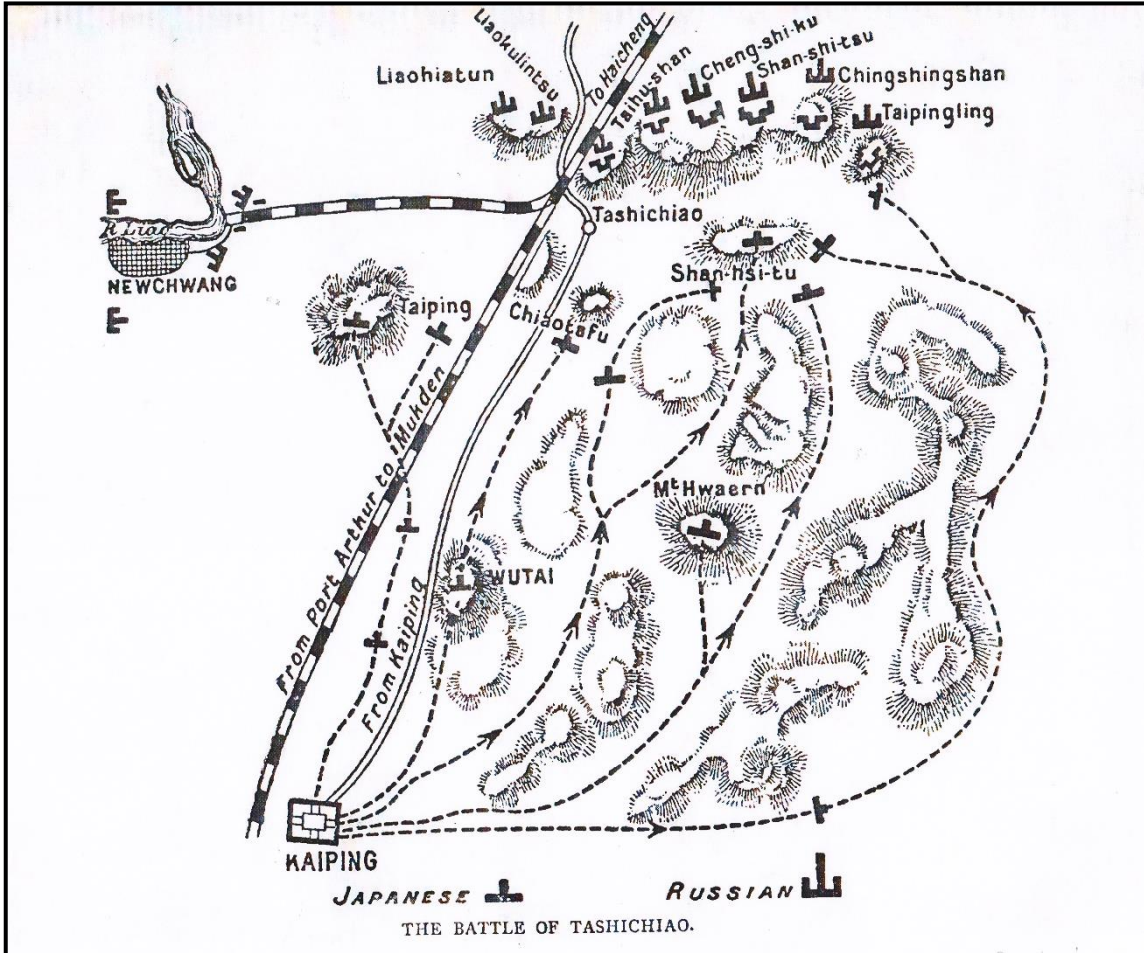 Liaokulintsu
Liaohiatun
To Haicheng
Taihu-shan
Cheng-shi-ku
Shan-shi-tsu
Chingshingshan
Taipingling
R Liao
NEWCHWANG
Tashichiao
Shan-hsi-tu
Taiping
Chiaotafu
From Port Arthur to Mukden
From Kaiping
Mt Hwaern
WUTAI
KAIPING
JAPANESE
RUSSIAN
THE BATTLE OF TASHICHIAO.